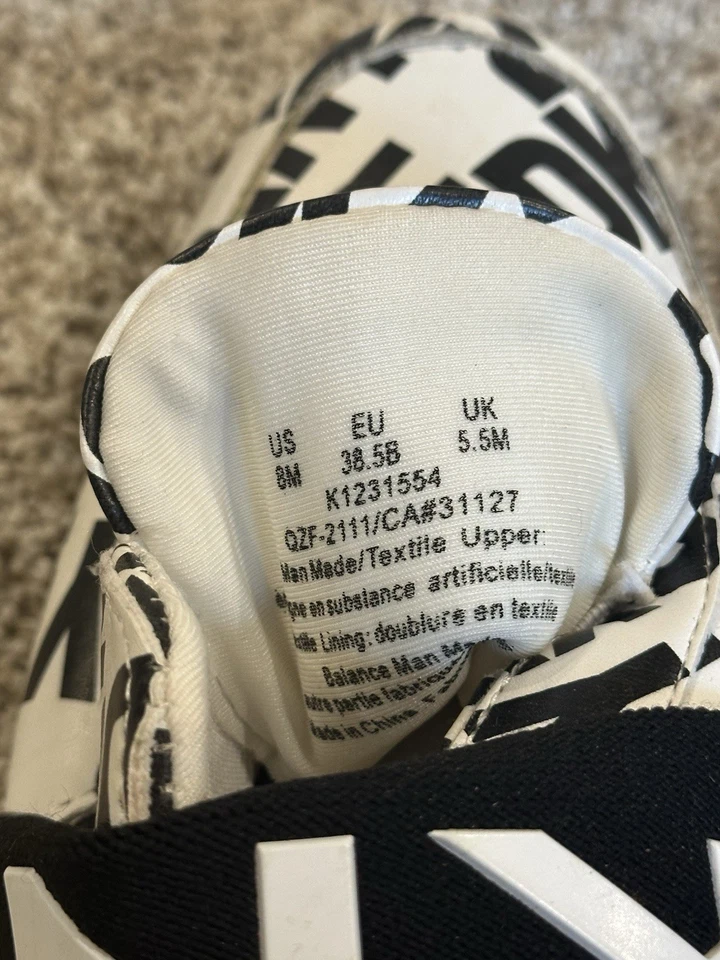 US EU UK
8M 38.5B 5.5M
K1231554
QZF-2111/CA#31127
Man Made/Textile Upper:
en substance artificielle/textile
Lining: doublure en textile
Balance Man
partie
Made in China